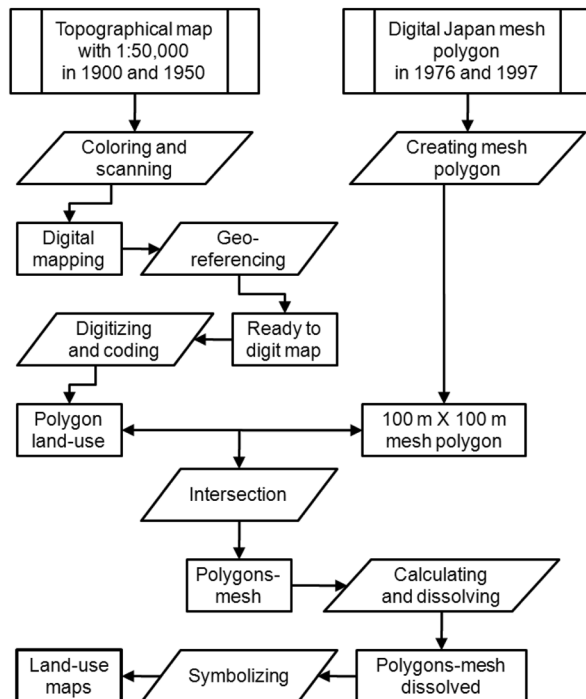 Topographical map
with 1:50,000
in 1900 and 1950
Digital Japan mesh
polygon
in 1976 and 1997
Coloring and
scanning
Creating mesh
polygon
Digital
mapping
Geo-
referencing
Digitizing
and coding
Ready to
digit map
Polygon
land-use
100 m X 100 m
mesh polygon
Intersection
Polygons-
mesh
Calculating
and dissolving
Land-use
maps
Symbolizing
Polygons-mesh
dissolved